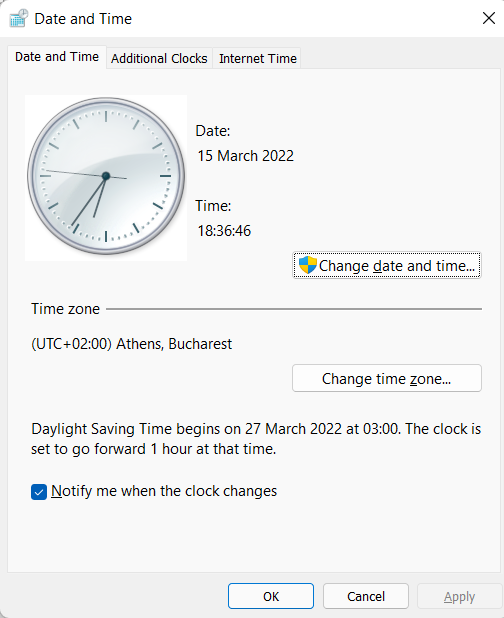 Date and Time
Date and Time
Additional Clocks
Internet Time
Date:
15 March 2022
Time:
18:36:46
Change date and time...
Time zone
(UTC+02:00) Athens, Bucharest
Change time zone...
Daylight Saving Time begins on 27 March 2022 at 03:00. The clock is
set to go forward 1 hour at that time.
Notify me when the clock changes
OK
Cancel
Apply